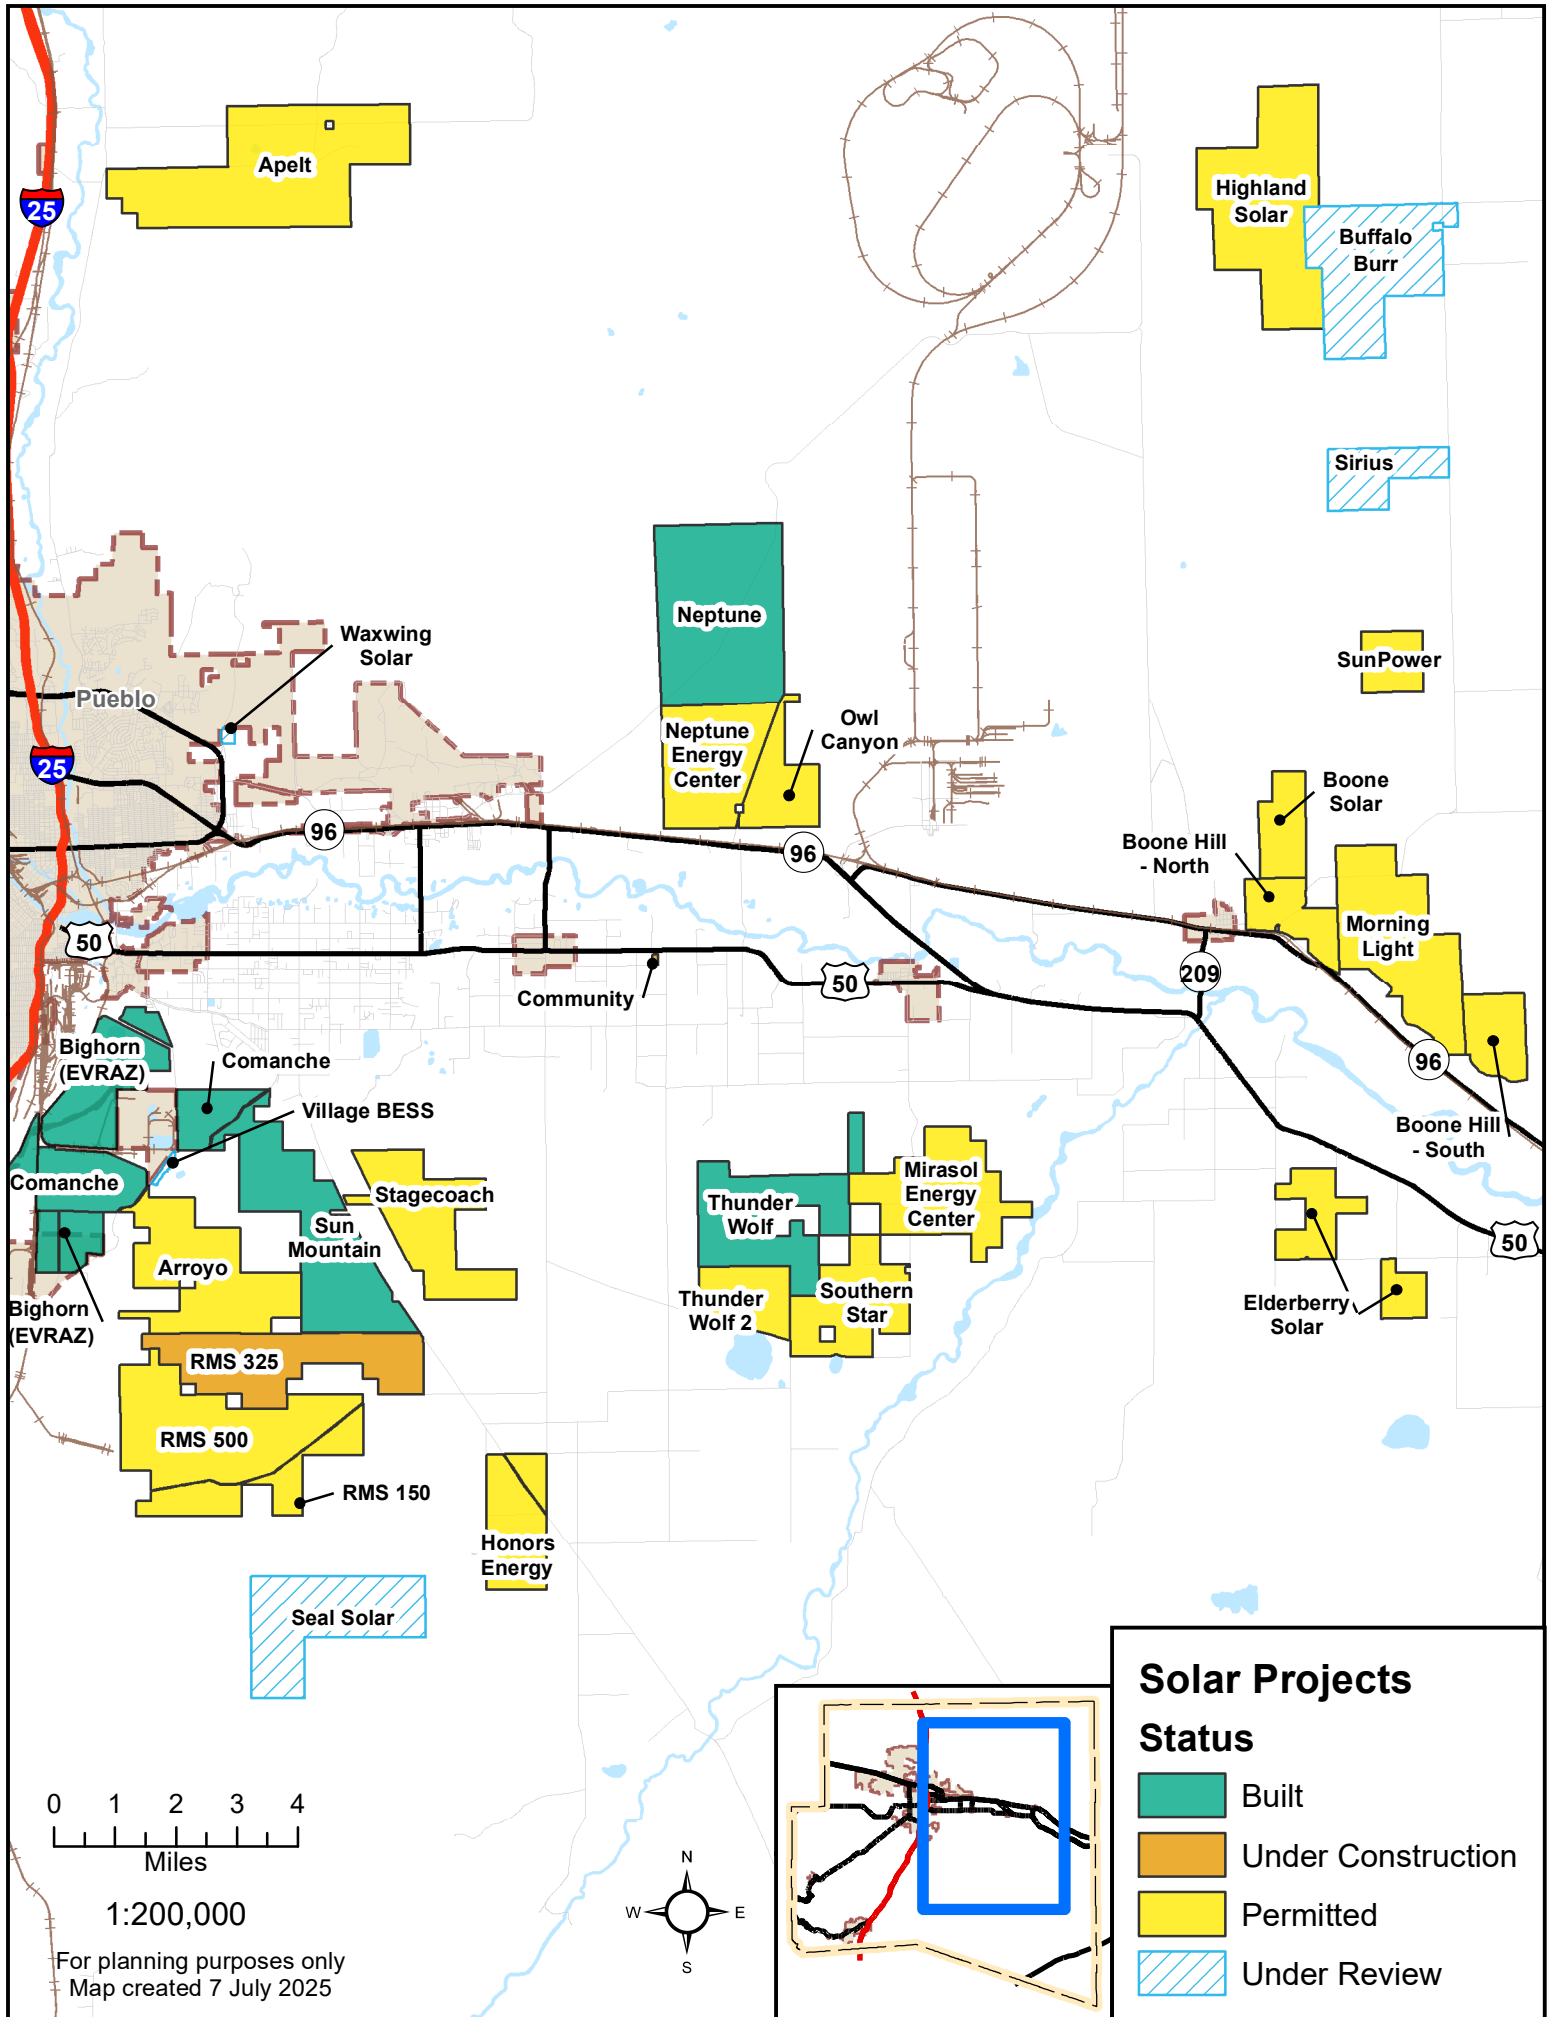 Apelt
25
Highland
Solar
Buffalo
Burr
Sirius
Neptune
Waxwing
Solar
SunPower
Pueblo
Owl
Canyon
Neptune
Energy
Center
25
Boone
Solar
96
96
Boone Hill
- North
Morning
Light
50
209
50
Community
Bighorn
(EVRAZ)
Comanche
96
Village BESS
Boone Hill
- South
Comanche
Stagecoach
Mirasol
Energy
Center
Thunder
Wolf
Sun
Mountain
50
Arroyo
Bighorn
(EVRAZ)
Thunder
Wolf 2
Southern
Star
Elderberry
Solar
RMS 325
RMS 500
RMS 150
Honors
Energy
Seal Solar
Solar Projects
Status
Built
Under Construction
Permitted
Under Review
0 1 2 3 4
Miles
1:200,000
For planning purposes only
Map created 7 July 2025
N
W E
S